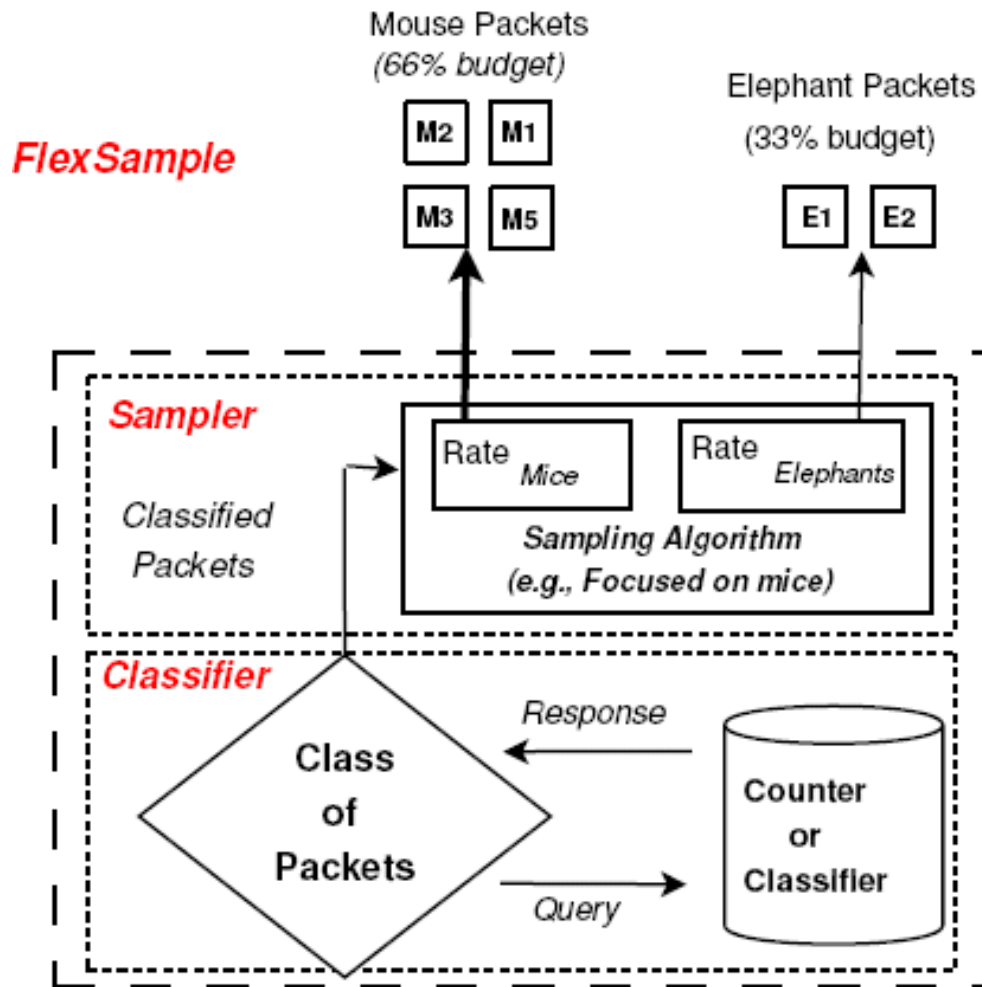 Mouse Packets
(66% budget)
Elephant Packets
(33% budget)
FlexSample
M2
M1
M3
M5
E1
E2
Sampler
Classified
Packets
Rate
Mice
Rate
Elephants
Sampling Algorithm
(e.g., Focused on mice)
Classifier
Class
of
Packets
Response
Query
Counter
or
Classifier